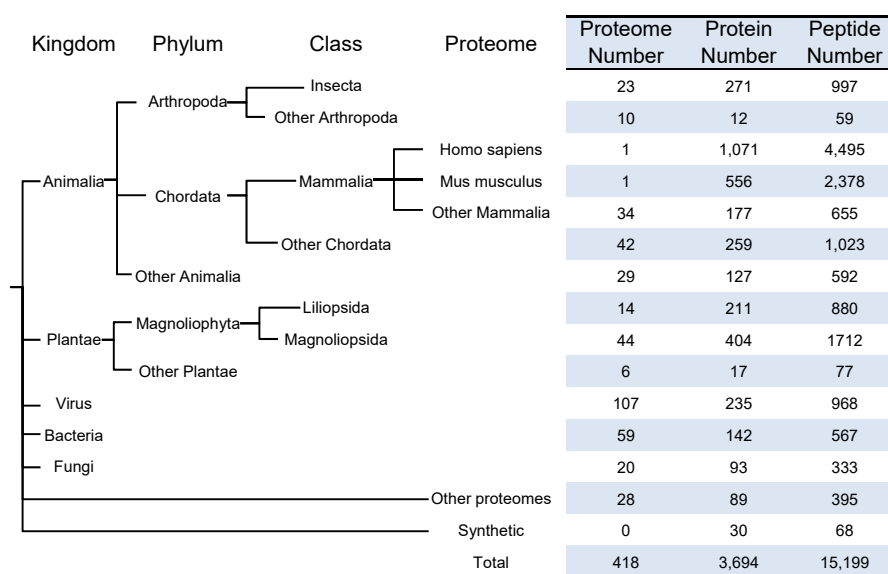 Kingdom Phylum Class Proteome Proteome Number Protein Number Peptide Number
Insecta 23 271 997
Arthropoda
Other Arthropoda 10 12 59
Homo sapiens 1 1,071 4,495
Animalia Mammalia Mus musculus 1 556 2,378
Chordata
Other Mammalia 34 177 655
Other Chordata 42 259 1,023
Other Animalia 29 127 592
Liliopsida 14 211 880
Magnoliophyta
Plantae Magnoliopsida 44 404 1712
Other Plantae 6 17 77
Virus 107 235 968
Bacteria 59 142 567
Fungi 20 93 333
Other proteomes 28 89 395
Synthetic 0 30 68
Total 418 3,694 15,199